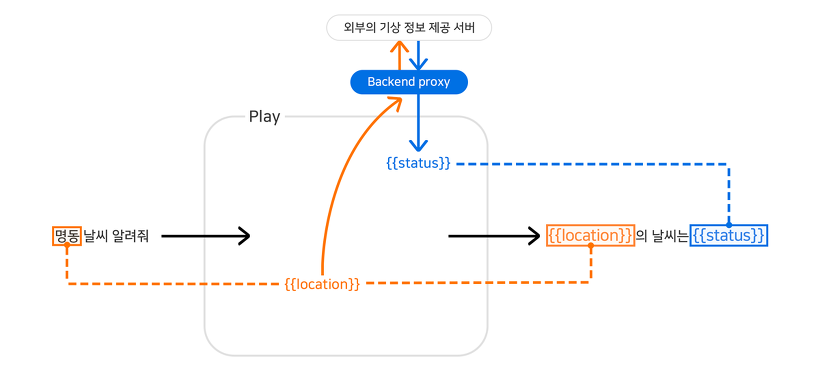 외부의 기상 정보 제공 서버
Backend proxy
Play
{{status}}
명동 날씨 알려줘
{{location}}의 날씨는 {{status}}
{{location}}